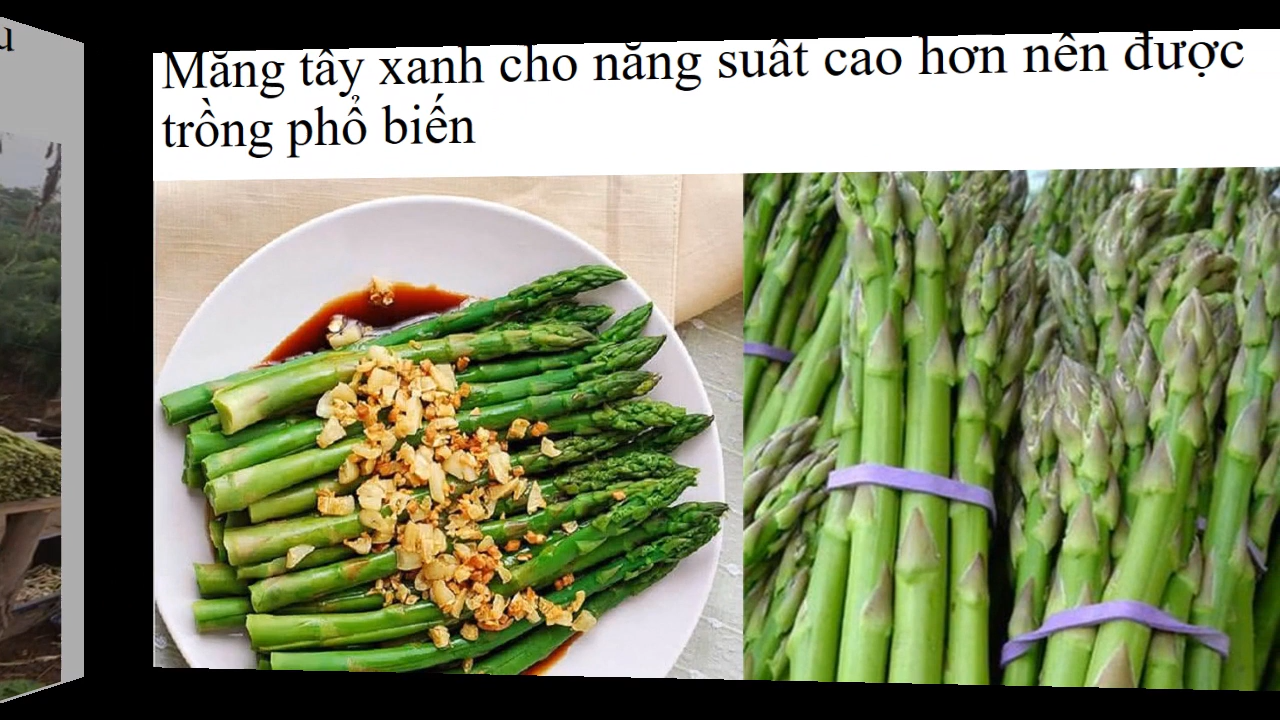 Măng tây xanh cho năng suất cao hơn nên được
trồng phổ biến